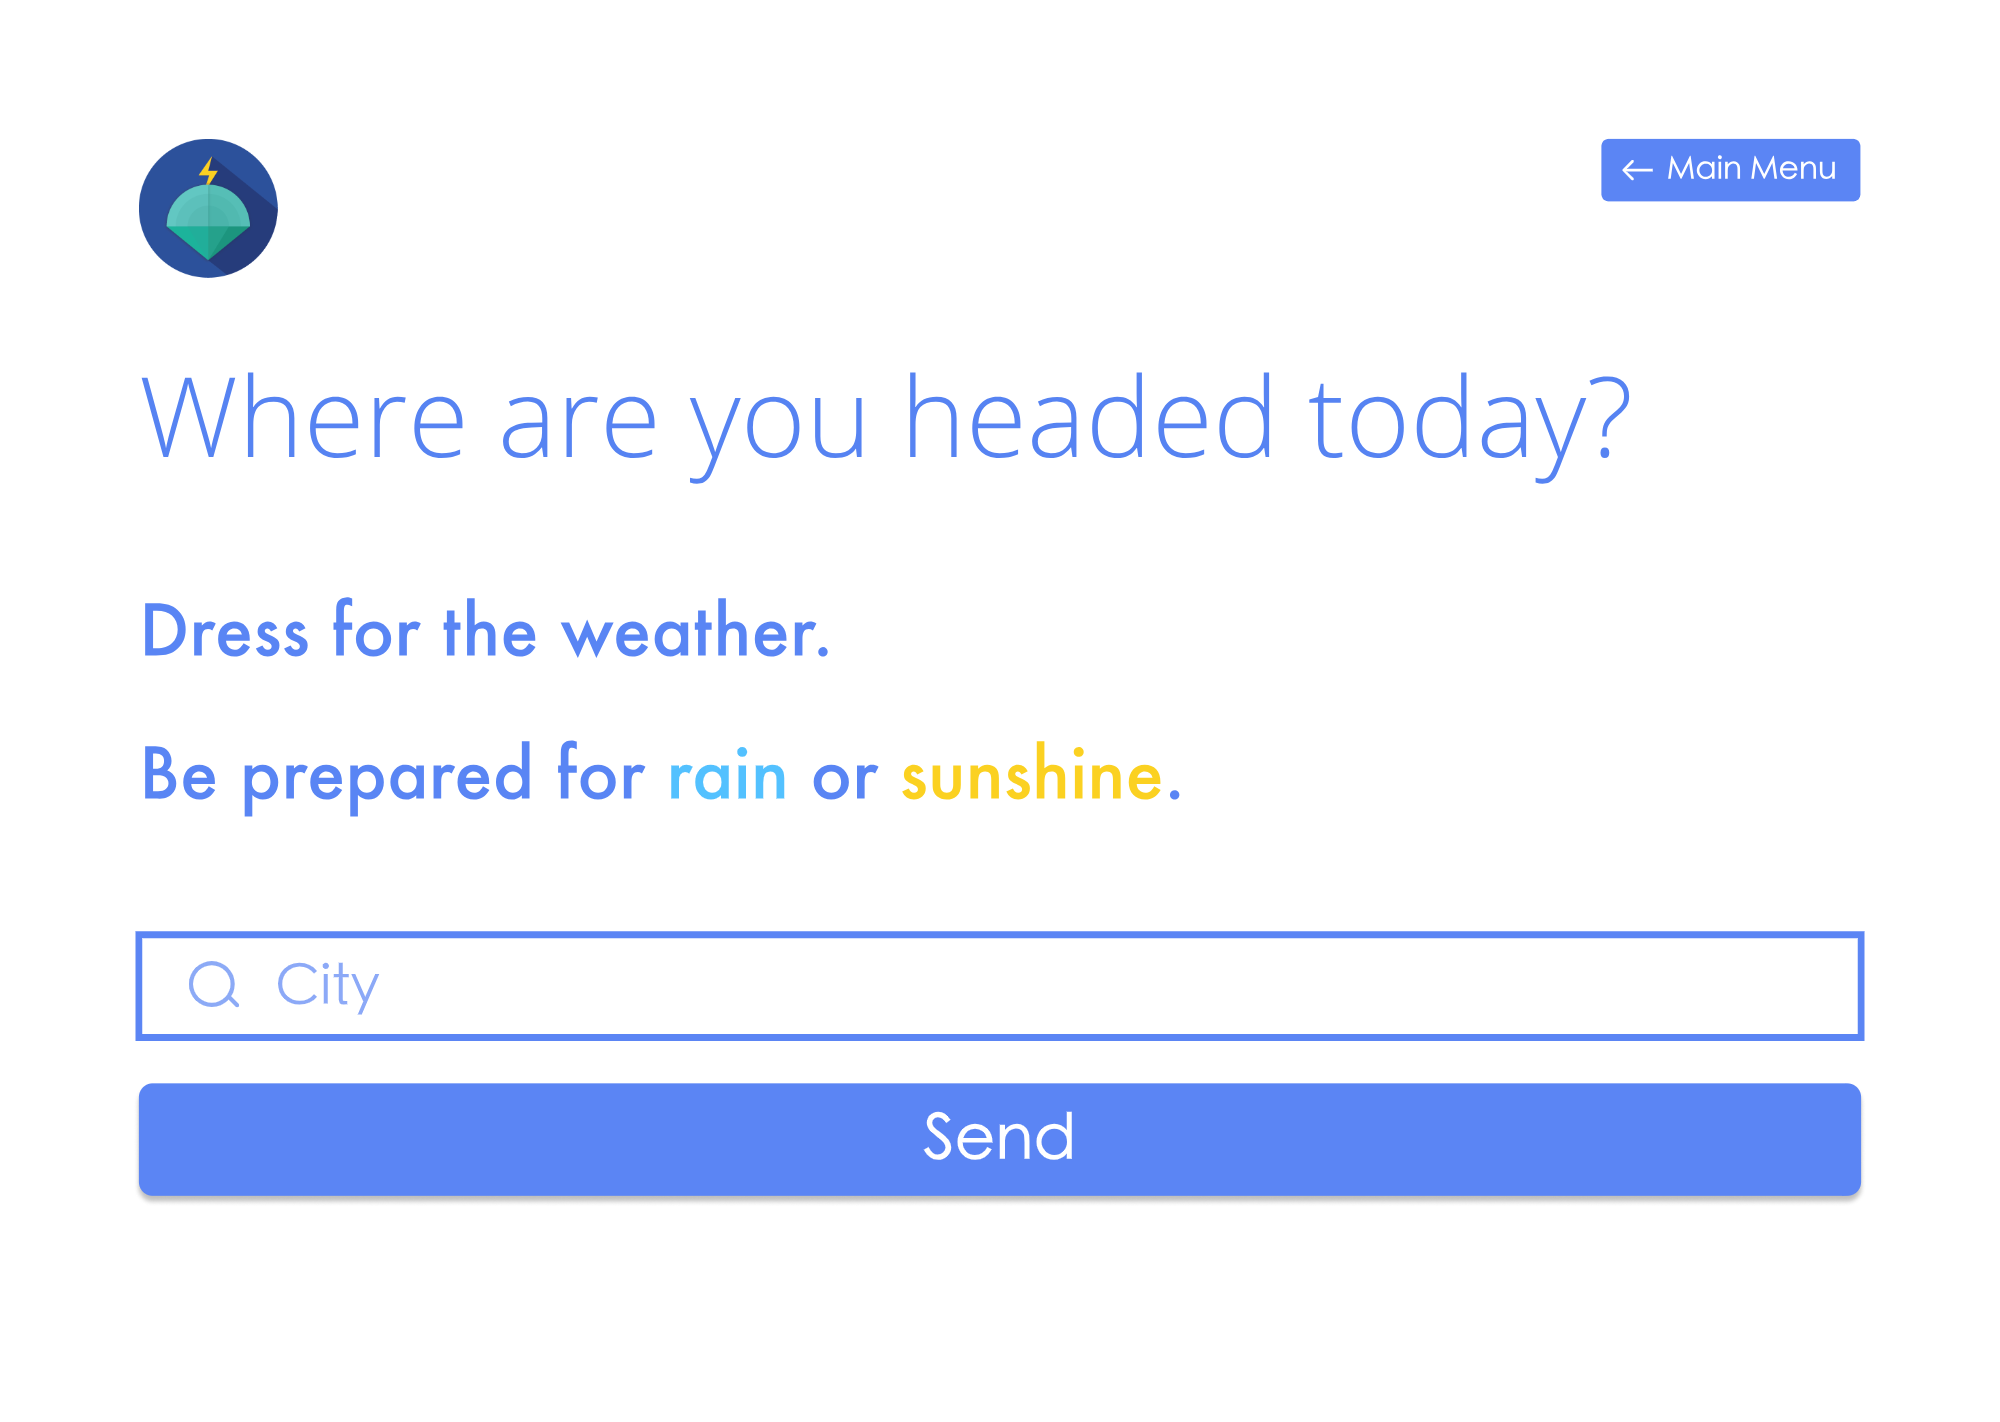 ← Main Menu
Where are you headed today?
Dress for the weather.
Be prepared for rain or sunshine.
City
Send